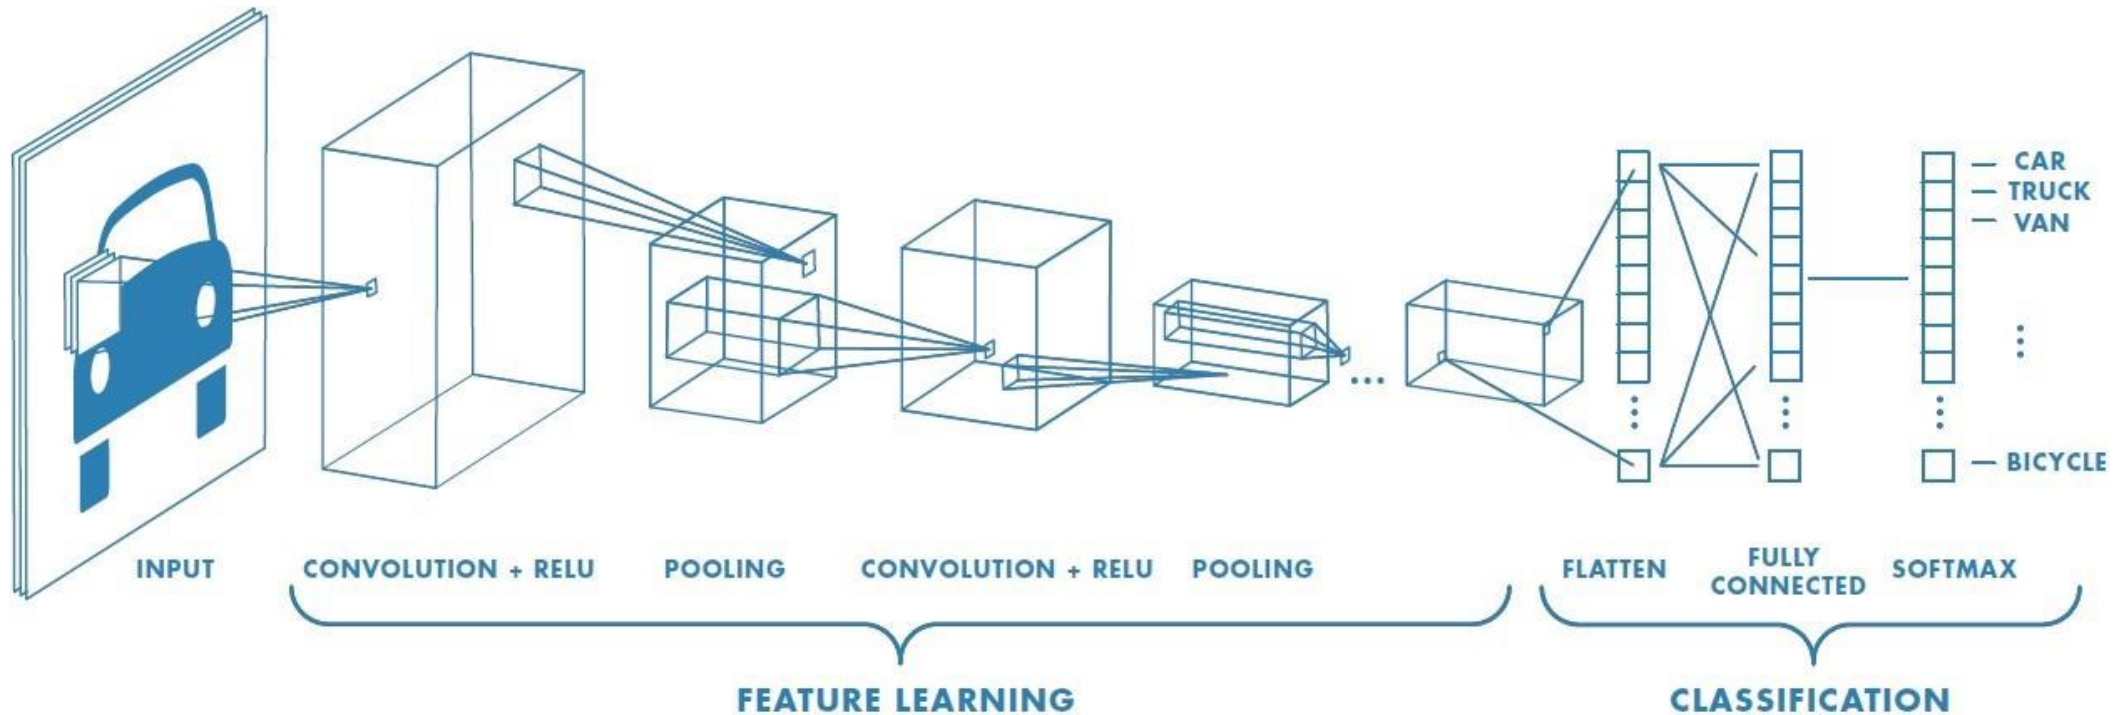 CAR
TRUCK
VAN
BICYCLE
INPUT
CONVOLUTION + RELU
POOLING
CONVOLUTION + RELU
POOLING
FLATTEN
FULLY
CONNECTED
SOFTMAX
FEATURE LEARNING
CLASSIFICATION